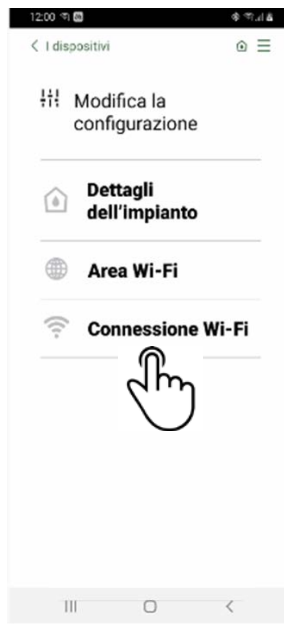 12:00
I dispositivi
Modifica la
configurazione
Dettagli
dell'impianto
Area Wi-Fi
Connessione Wi-Fi